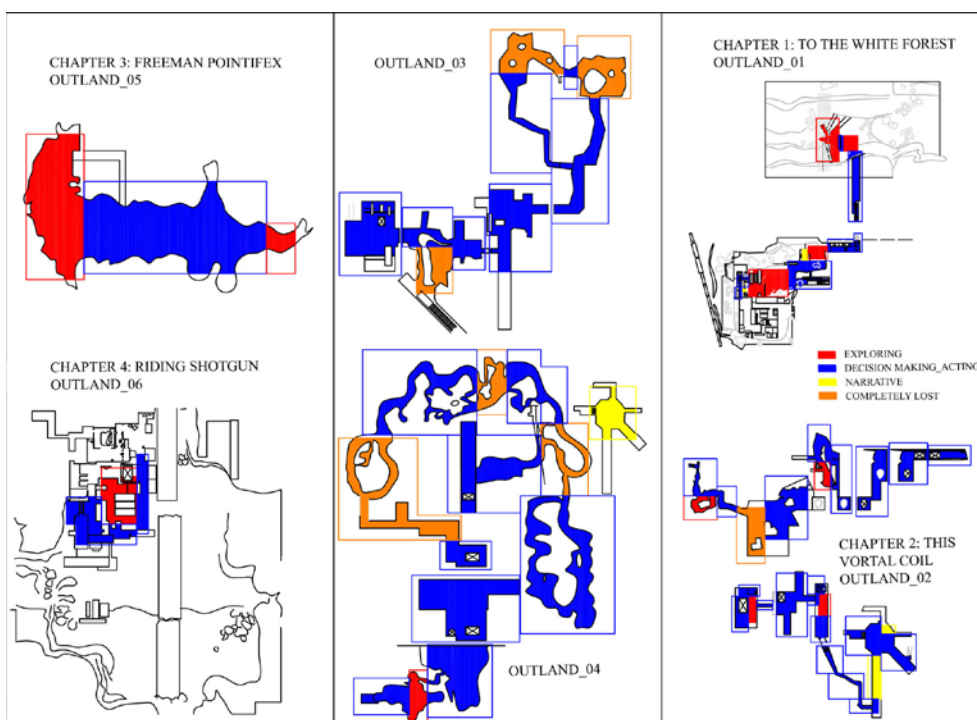 CHAPTER 3: FREEMAN POINTIFEX
OUTLAND_05
CHAPTER 4: RIDING SHOTGUN
OUTLAND_06
OUTLAND_03
OUTLAND_04
CHAPTER 1: TO THE WHITE FOREST
OUTLAND_01
EXPLORING
DECISION MAKING_ACTING
NARRATIVE
COMPLETELY LOST
CHAPTER 2: THIS
VORTAL COIL
OUTLAND_02